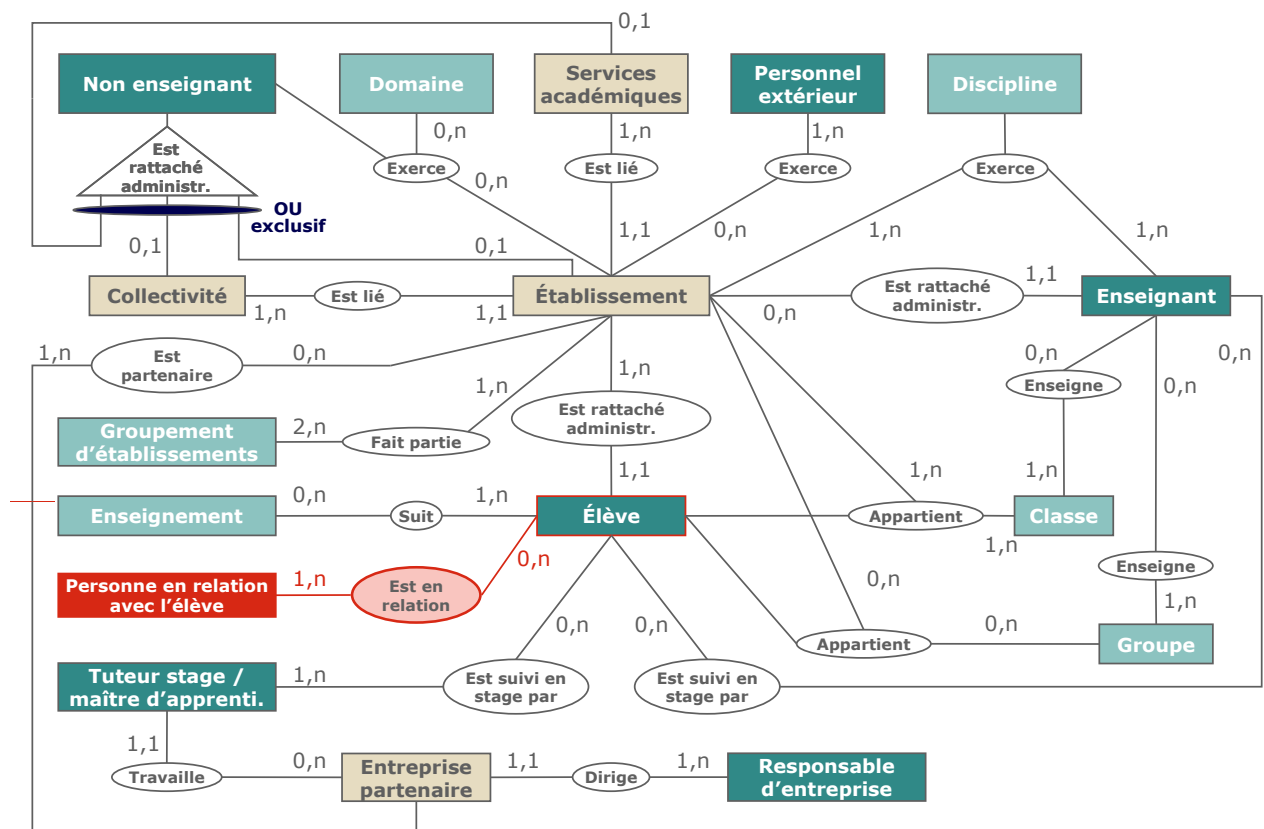 0,1
Non enseignant
Domaine
Services
académiques
Personnel
extérieur
Discipline
0,n
1,n
1,n
Est
rattaché
administr.
Exerce
Est lié
Exerce
Exerce
0,n
OU
exclusif
0,1
0,1
1,1
0,n
1,n
1,n
Collectivité
Est lié
Établissement
Est rattaché
administr.
1,1
Enseignant
1,n
1,1
0,n
1,n
Est
partenaire
0,n
1,n
1,n
0,n
0,n
0,n
Enseigne
Groupement
d'établissements
2,n
Fait partie
Est rattaché
administr.
1,1
1,n
1,n
Enseignement
0,n
Suit
1,n
Élève
Appartient
Classe
0,n
1,n
Personne en relation
avec l'élève
1,n
Est en
relation
0,n
Enseigne
1,n
0,n
0,n
Appartient
0,n
Groupe
Tuteur stage /
maître d'apprenti.
1,n
Est suivi en
stage par
Est suivi en
stage par
1,1
Travaille
0,n
Entreprise
partenaire
1,1
Dirige
1,n
Responsable
d'entreprise